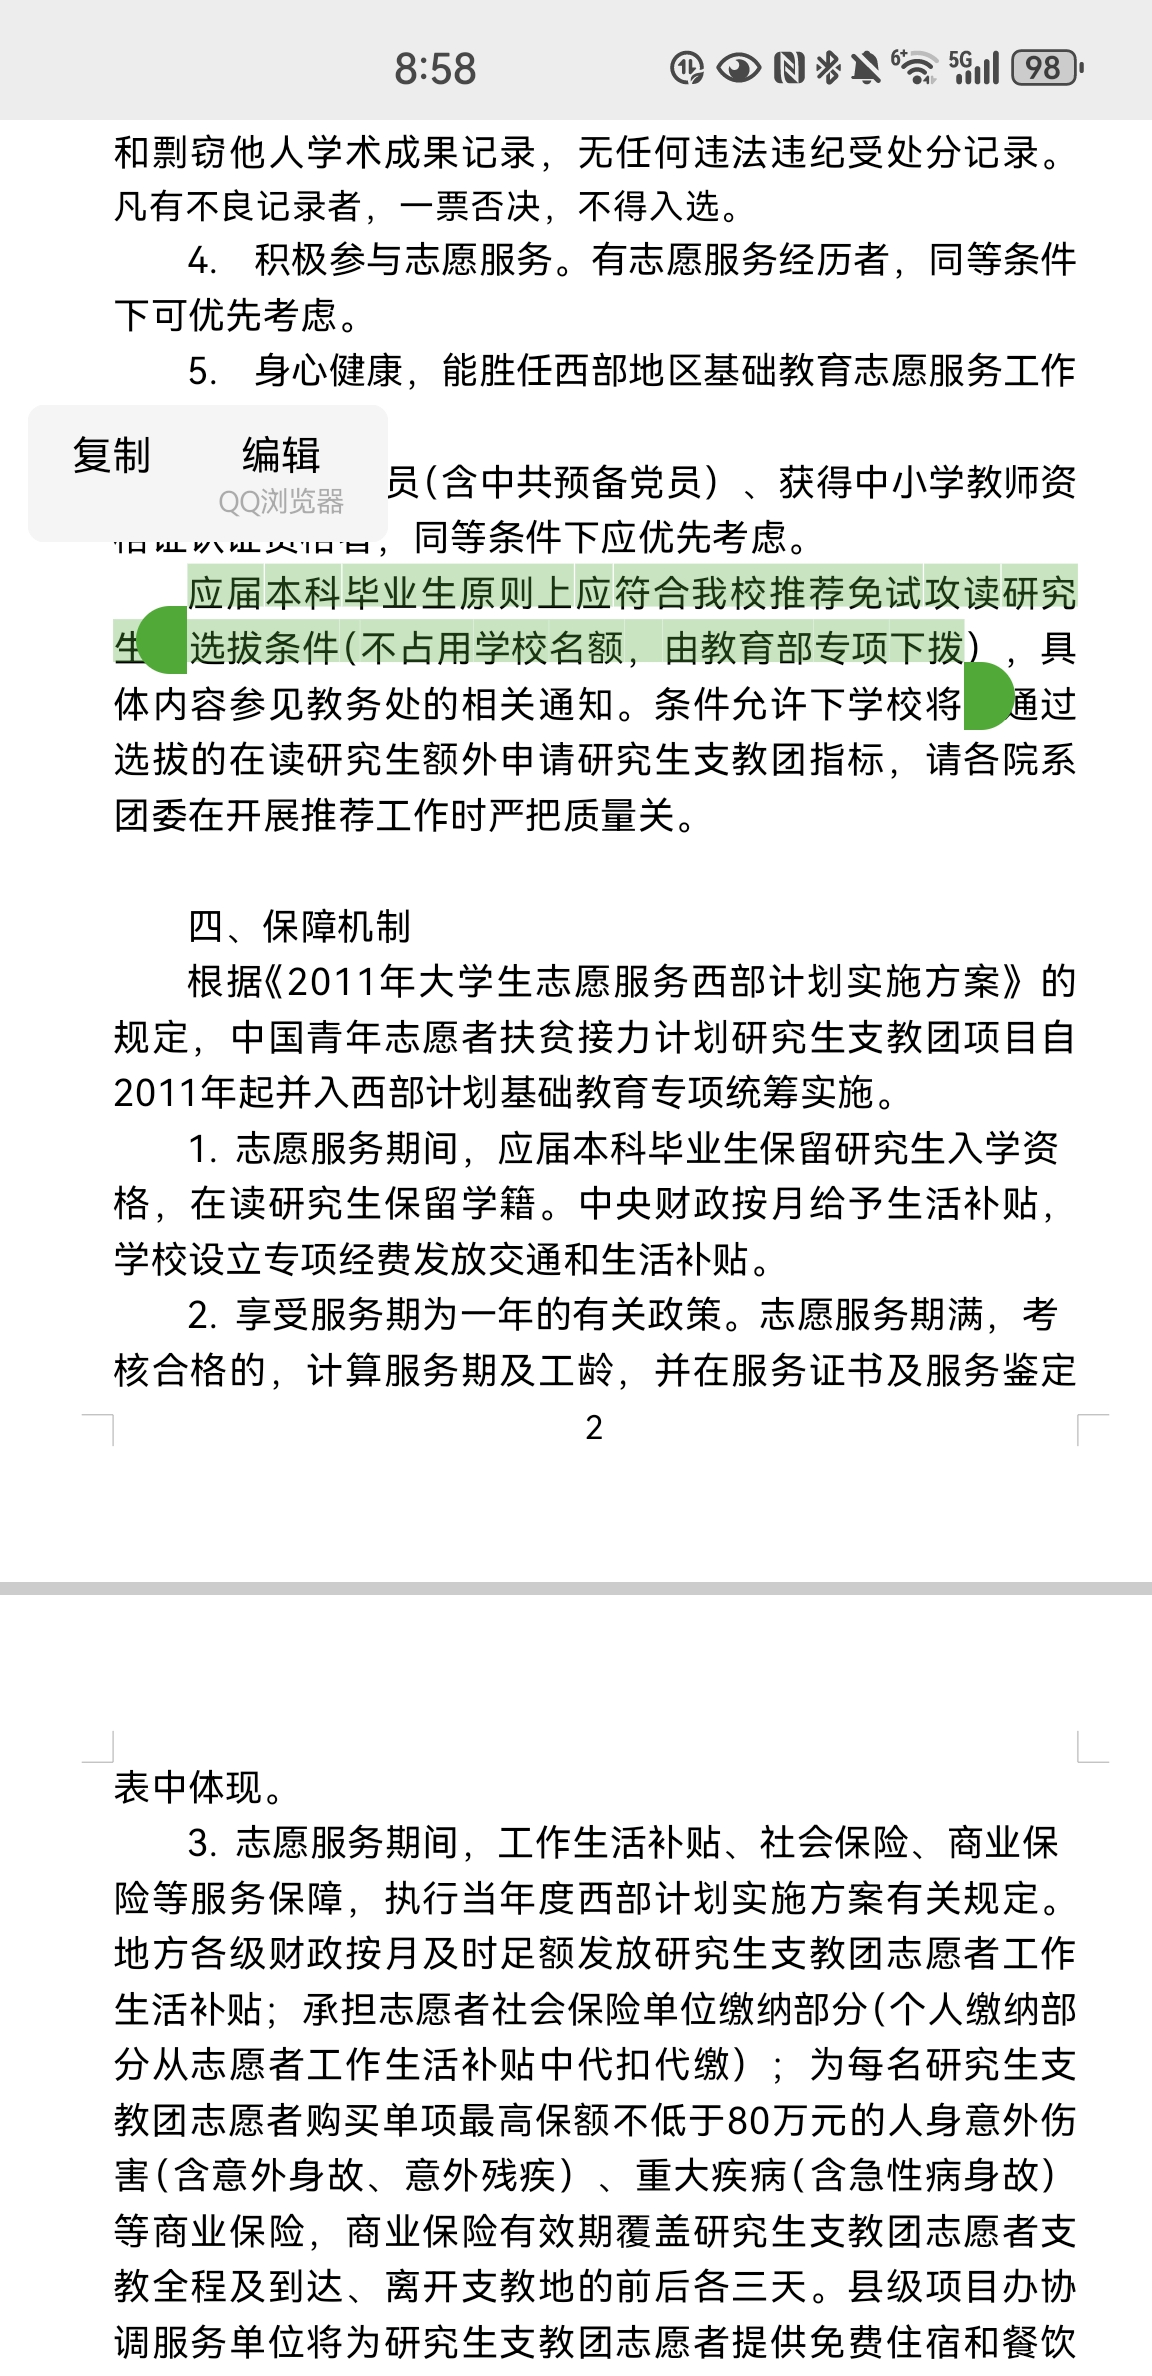 8:58
6+
5G
98
和剽窃他人学术成果记录，无任何违法违纪受处分记录。
凡有不良记录者，一票否决，不得入选。
4. 积极参与志愿服务。有志愿服务经历者，同等条件
下可优先考虑。
5. 身心健康，能胜任西部地区基础教育志愿服务工作
复制 编辑
QQ浏览器
员（含中共预备党员）、获得中小学教师资
格证认证资格者，同等条件下应优先考虑。
应届本科毕业生原则上应符合我校推荐免试攻读研究
生 选拔条件（不占用学校名额， 由教育部专项下拨），具
体内容参见教务处的相关通知。条件允许下学校将 通过
选拔的在读研究生额外申请研究生支教团指标，请各院系
团委在开展推荐工作时严把质量关。
四、保障机制
根据《2011年大学生志愿服务西部计划实施方案》的
规定，中国青年志愿者扶贫接力计划研究生支教团项目自
2011年起并入西部计划基础教育专项统筹实施。
1. 志愿服务期间，应届本科毕业生保留研究生入学资
格，在读研究生保留学籍。中央财政按月给予生活补贴，
学校设立专项经费发放交通和生活补贴。
2. 享受服务期为一年的有关政策。志愿服务期满，考
核合格的，计算服务期及工龄，并在服务证书及服务鉴定
2
表中体现。
3. 志愿服务期间，工作生活补贴、社会保险、商业保
险等服务保障，执行当年度西部计划实施方案有关规定。
地方各级财政按月及时足额发放研究生支教团志愿者工作
生活补贴；承担志愿者社会保险单位缴纳部分（个人缴纳部
分从志愿者工作生活补贴中代扣代缴）；为每名研究生支
教团志愿者购买单项最高保额不低于80万元的人身意外伤
害（含意外身故、意外残疾）、重大疾病（含急性病身故）
等商业保险，商业保险有效期覆盖研究生支教团志愿者支
教全程及到达、离开支教地的前后各三天。县级项目办协
调服务单位将为研究生支教团志愿者提供免费住宿和餐饮